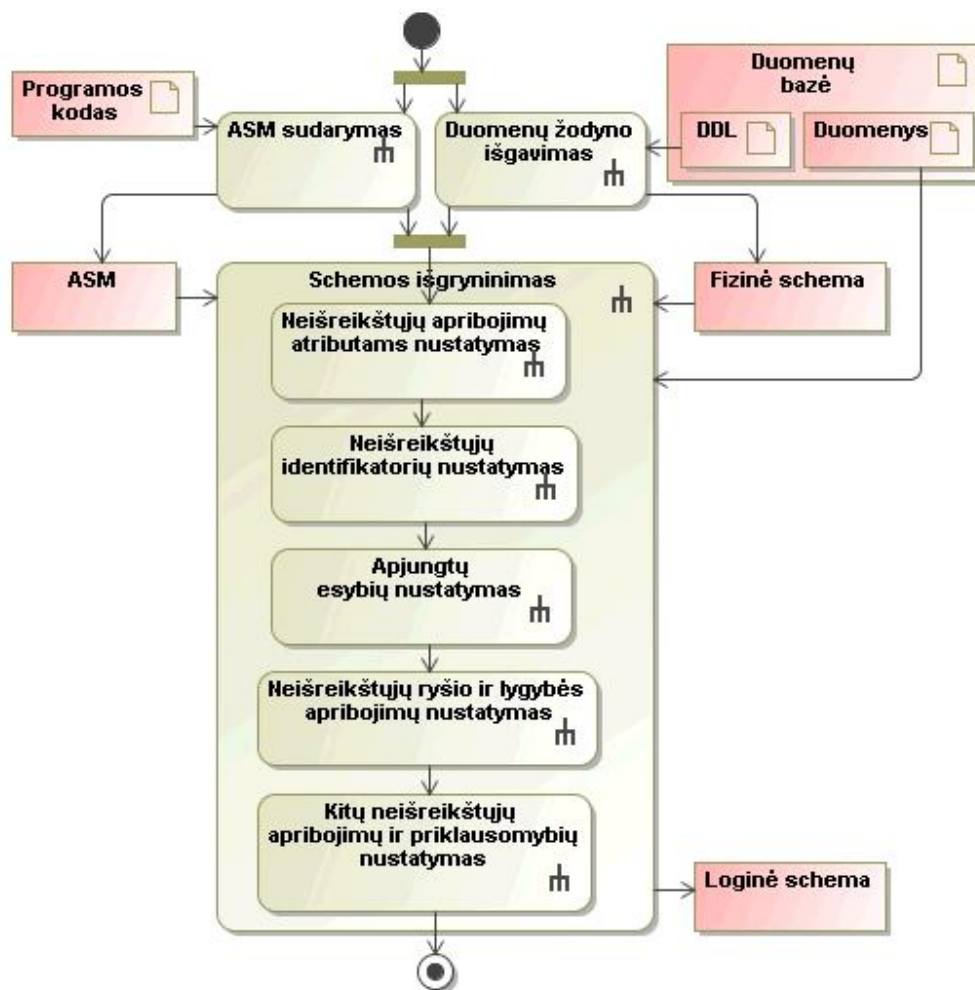 Programos
kodas
ASM sudarymas
Duomenų žodyno
išgavimas
Duomenų
bazė
DDL
Duomenys
ASM
Schemos išgryninimas
Fizinė schema
Neišreikštųjų apribojimų
atributams nustatymas
Neišreikštųjų
identifikatorių nustatymas
Apjungtų
esybių nustatymas
Neišreikštųjų ryšio ir lygybės
apribojimų nustatymas
Kitų neišreikštųjų
apribojimų ir priklausomybių
nustatymas
Loginė schema